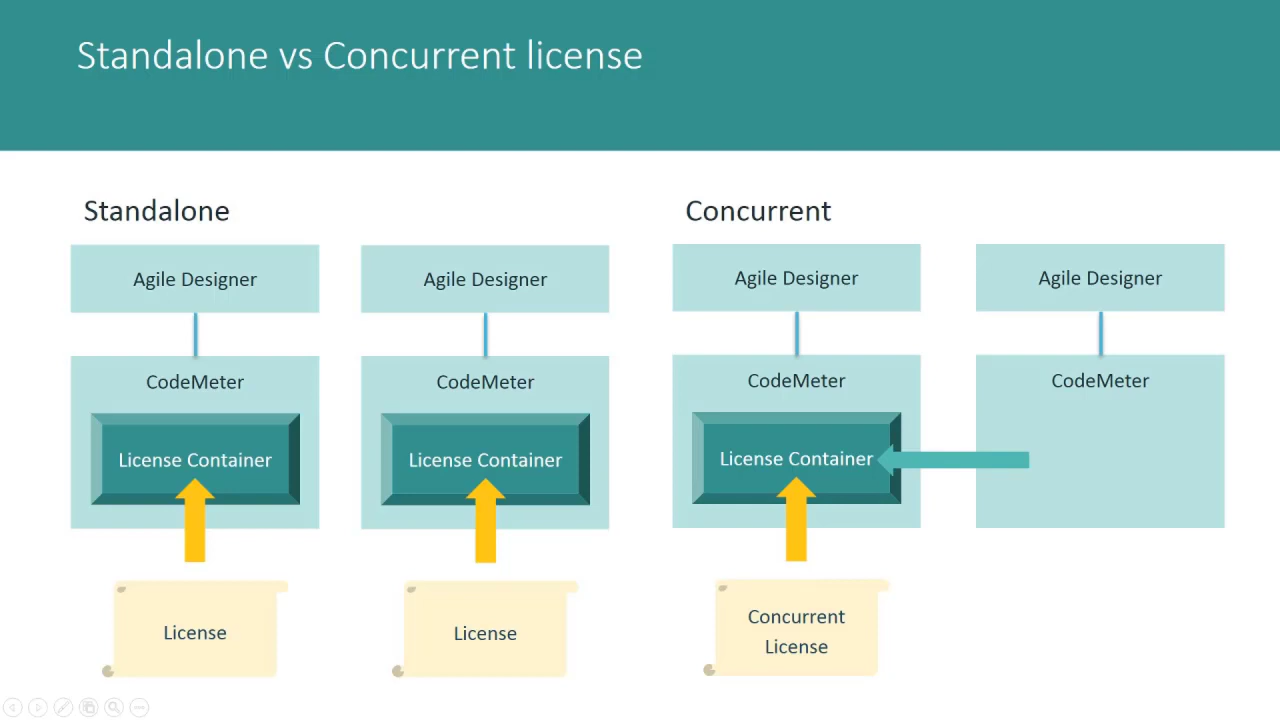 Standalone vs Concurrent license
Standalone
Agile Designer
CodeMeter
License Container
License
Agile Designer
CodeMeter
License Container
License
Concurrent
Agile Designer
CodeMeter
License Container
Concurrent
License
Agile Designer
CodeMeter